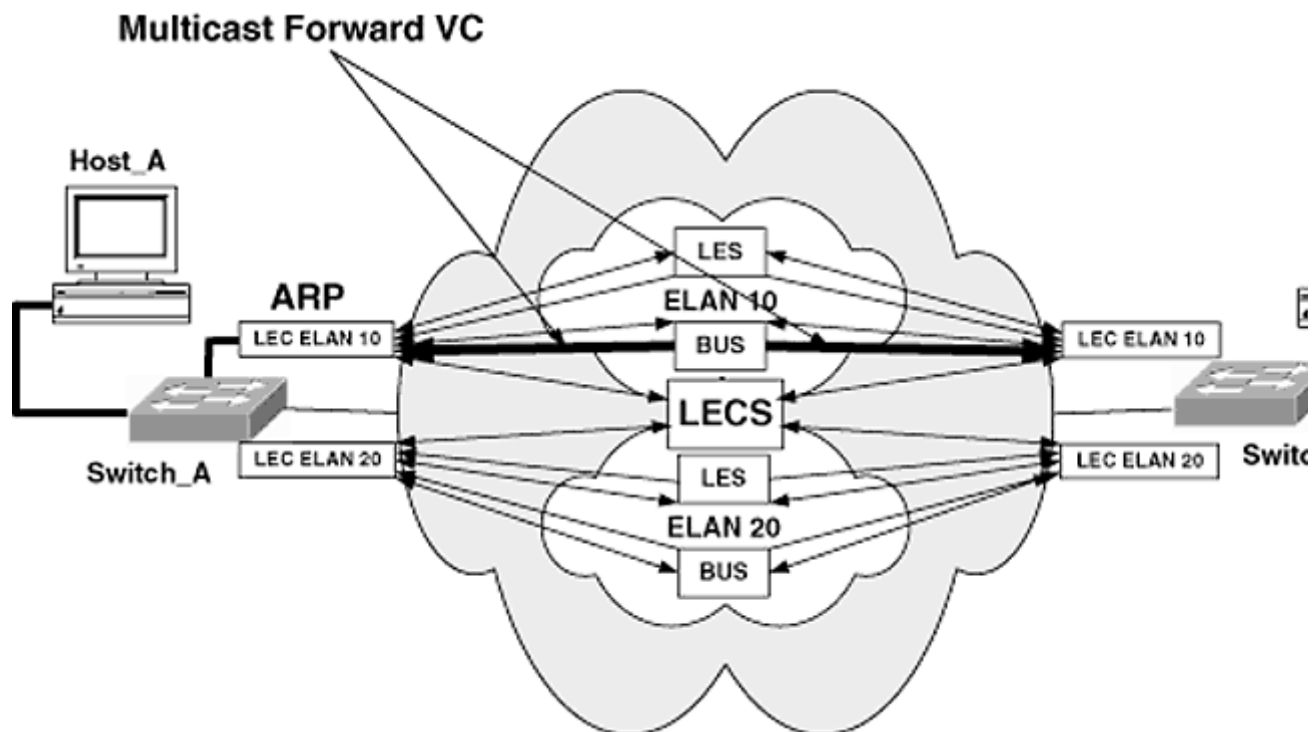 Multicast Forward VC
Host_A
LES
ARP
ELAN 10
LEC ELAN 10
BUS
LEC ELAN 10
LECS
Switch_A
LEC ELAN 20
LES
LEC ELAN 20
Switc
ELAN 20
BUS